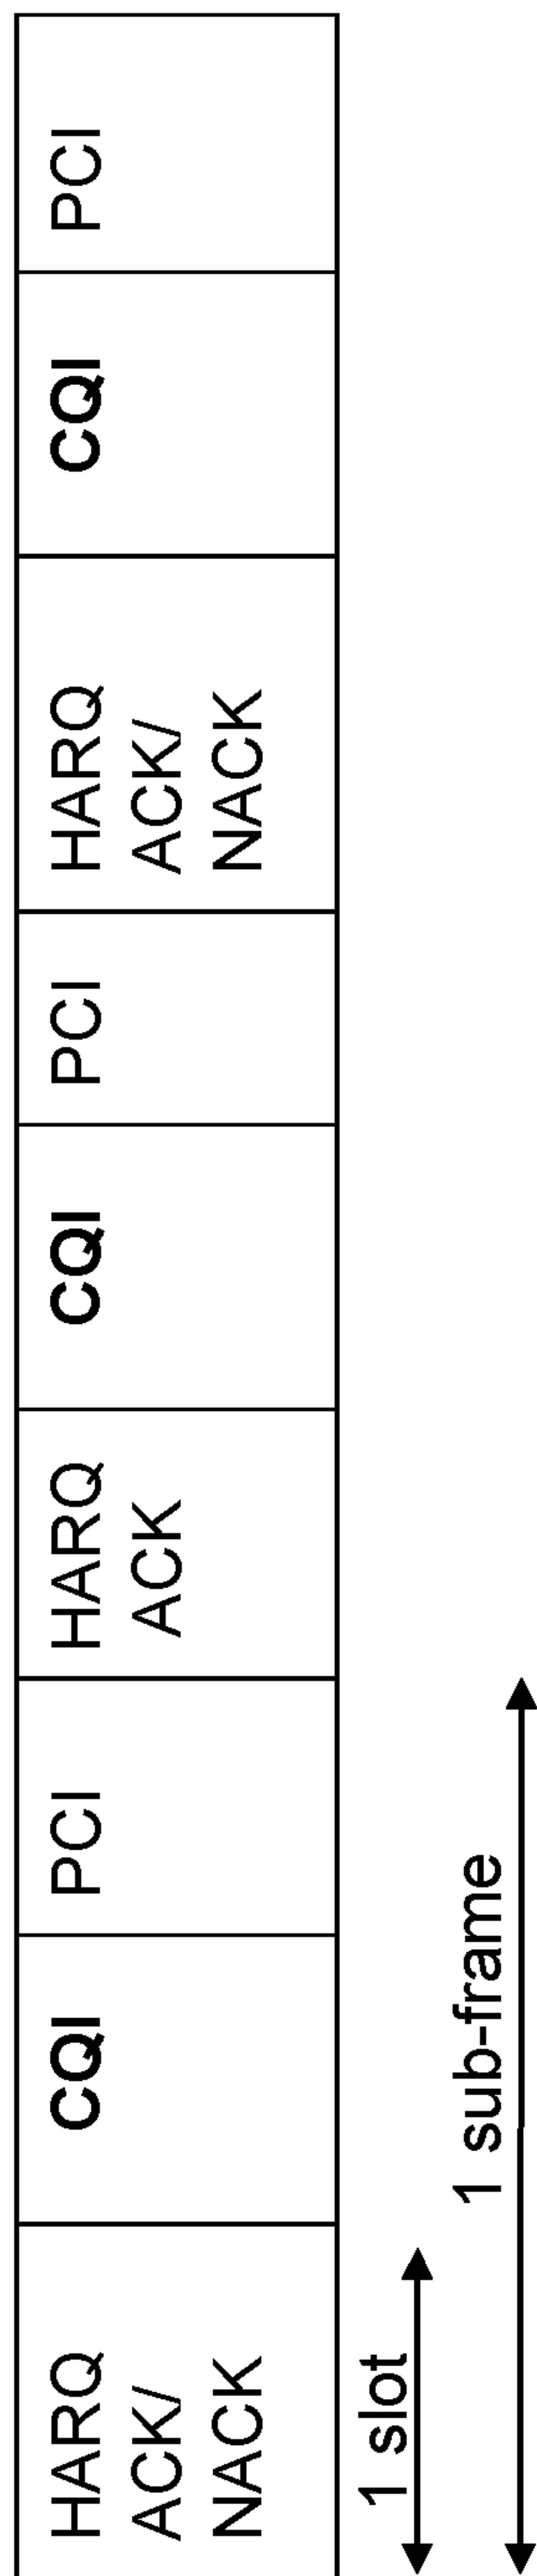 HARQ
ACK/
NACK
CQI
PCI
HARQ
ACK
CQI
PCI
HARQ
ACK/
NACK
CQI
PCI
1 slot
1 sub-frame